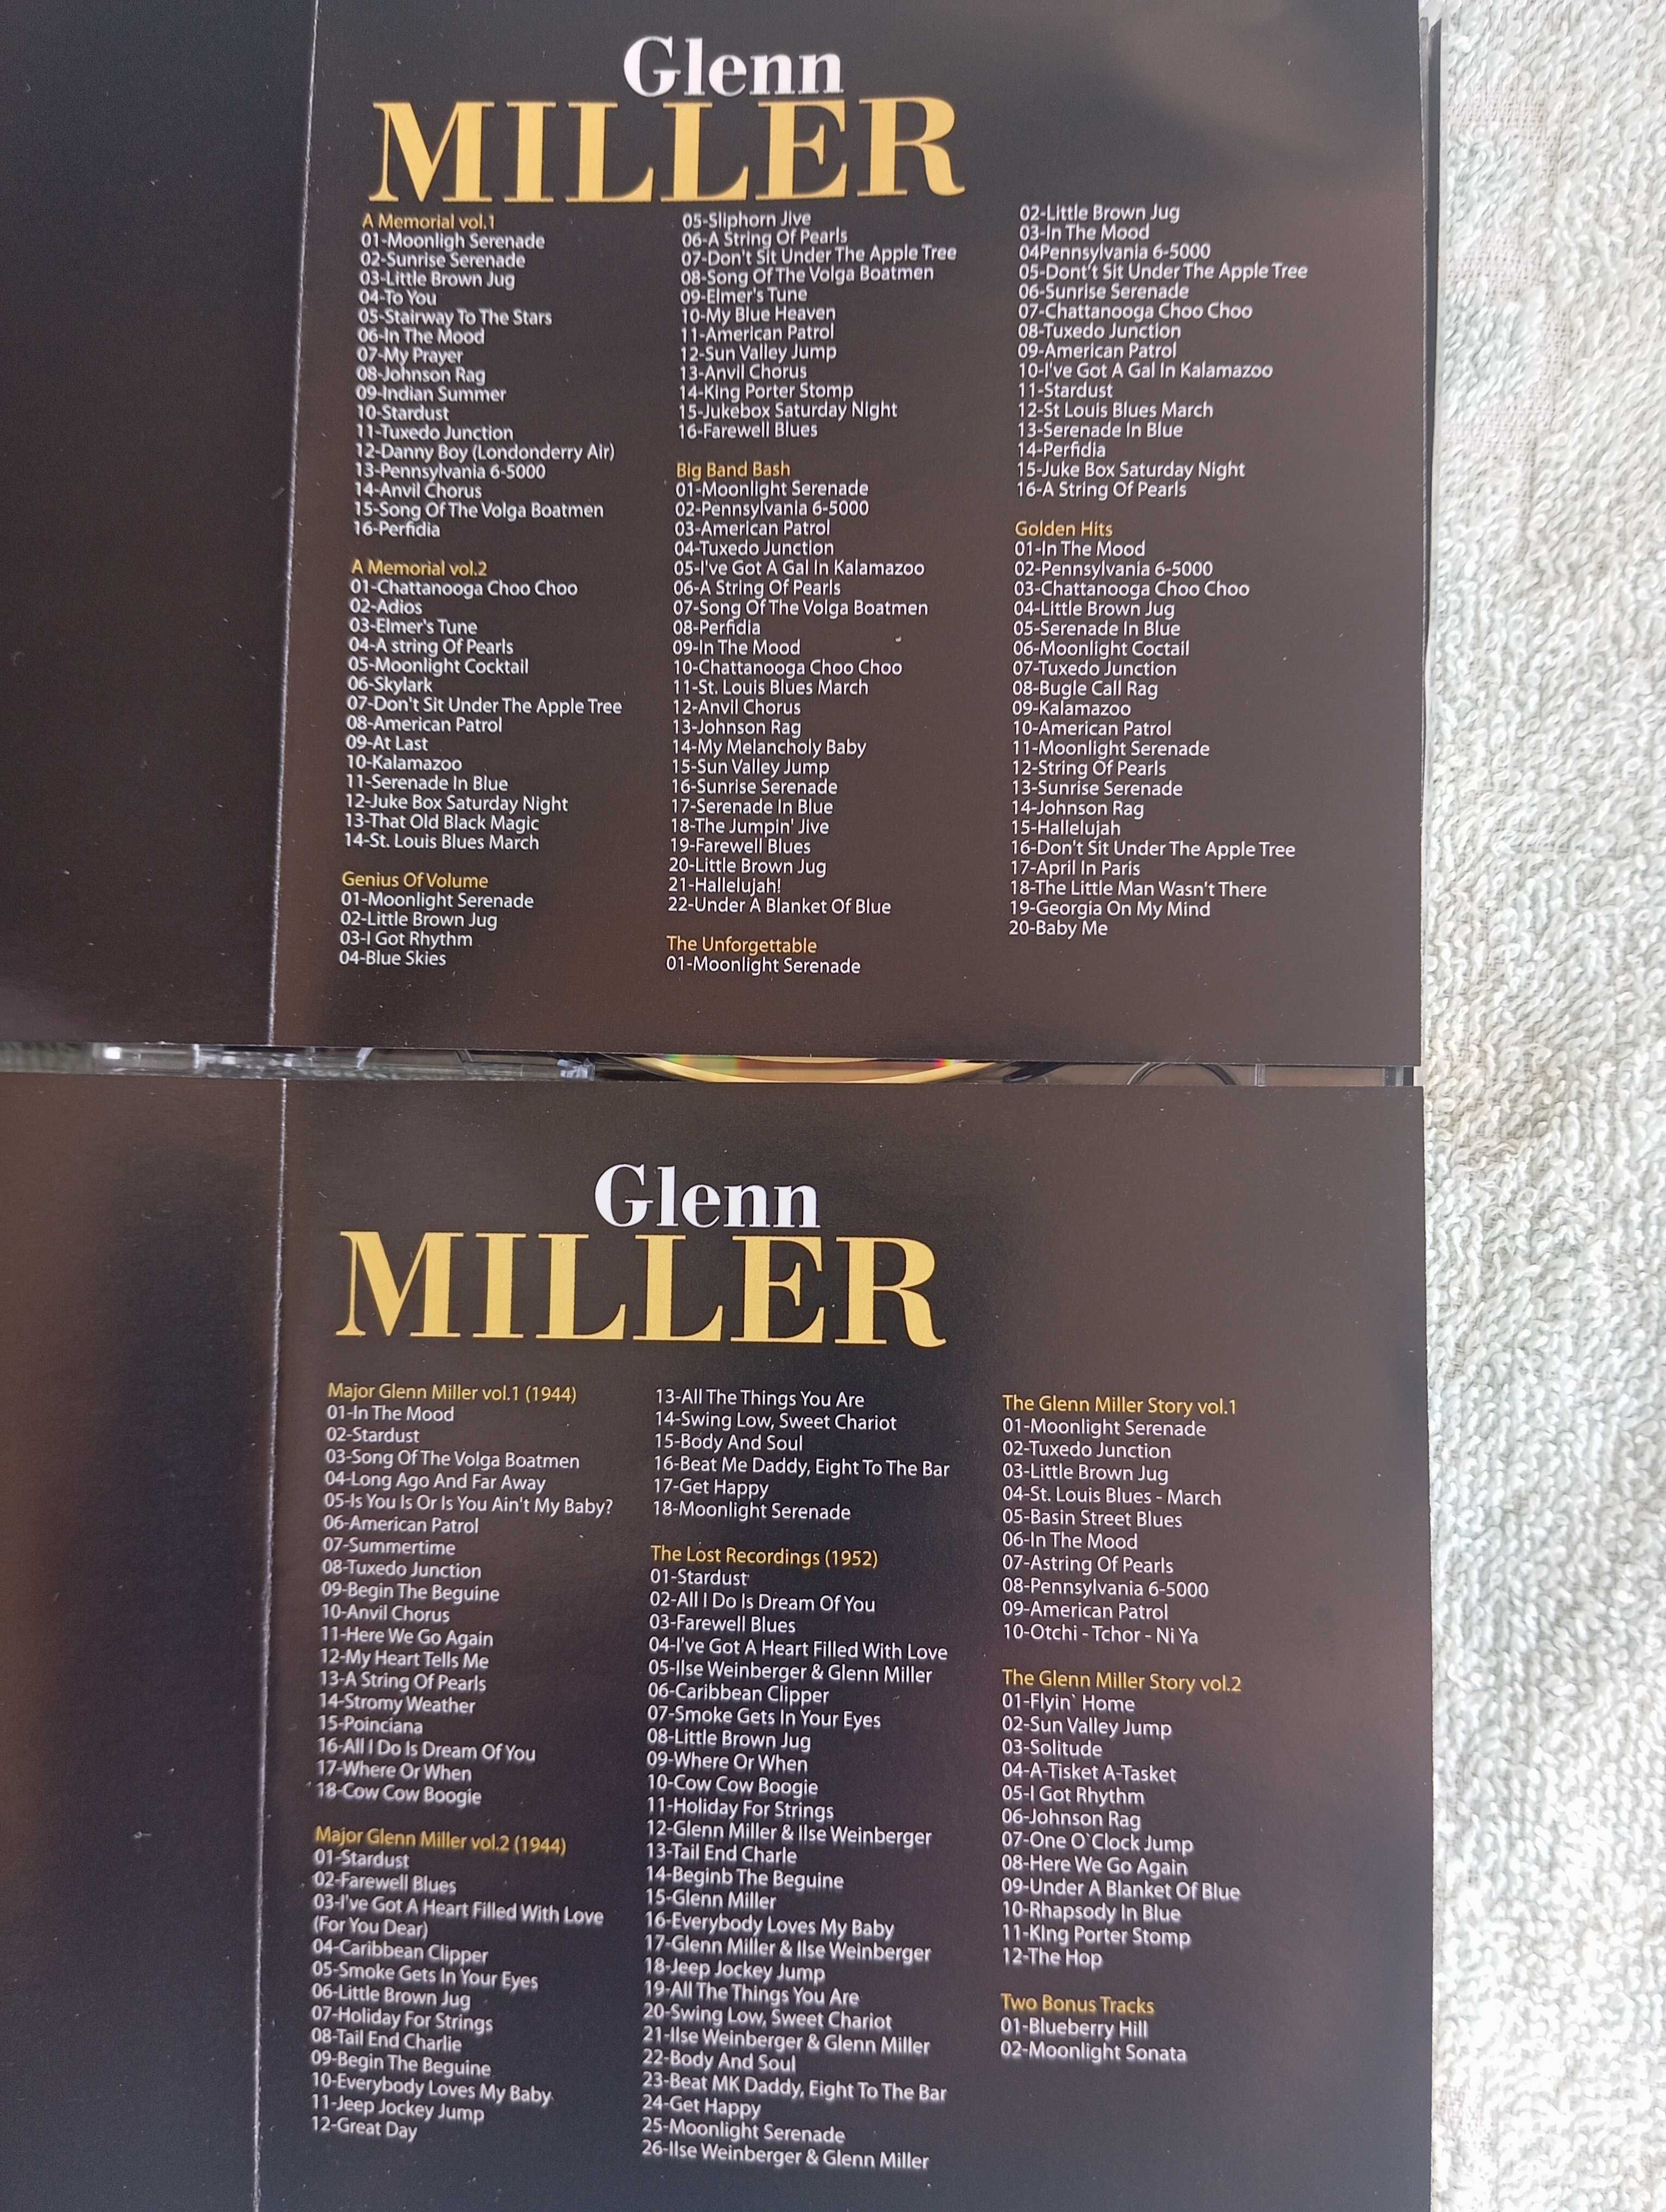 Glenn
MILLER
A Memorial vol.1
01-Moonligh Serenade
02-Sunrise Serenade
03-Little Brown Jug
04-To You
05-Stairway To The Stars
06-In The Mood
07-My Prayer
08-Johnson Rag
09-Indian Summer
10-Stardust
11-Tuxedo Junction
12-Danny Boy (Londonderry Air)
13-Pennsylvania 6-5000
14-Anvil Chorus
15-Song Of The Volga Boatmen
16-Perfidia
A Memorial vol.2
01-Chattanooga Choo Choo
02-Adios
03-Elmer's Tune
04-A string Of Pearls
05-Moonlight Cocktail
06-Skylark
07-Don't Sit Under The Apple Tree
08-American Patrol
09-At Last
10-Kalamazoo
11-Serenade In Blue
12-Juke Box Saturday Night
13-That Old Black Magic
14-St. Louis Blues March
Genius Of Volume
01-Moonlight Serenade
02-Little Brown Jug
03-I Got Rhythm
04-Blue Skies
05-Sliphorn Jive
06-A String Of Pearls
07-Don't Sit Under The Apple Tree
08-Song Of The Volga Boatmen
09-Elmer's Tune
10-My Blue Heaven
11-American Patrol
12-Sun Valley Jump
13-Anvil Chorus
14-King Porter Stomp
15-Jukebox Saturday Night
16-Farewell Blues
Big Band Bash
01-Moonlight Serenade
02-Pennsylvania 6-5000
03-American Patrol
04-Tuxedo Junction
05-I've Got A Gal In Kalamazoo
06-A String Of Pearls
07-Song Of The Volga Boatmen
08-Perfidia
09-In The Mood
10-Chattanooga Choo Choo
11-St. Louis Blues March
12-Anvil Chorus
13-Johnson Rag
14-My Melancholy Baby
15-Sun Valley Jump
16-Sunrise Serenade
17-Serenade In Blue
18-The Jumpin' Jive
19-Farewell Blues
20-Little Brown Jug
21-Hallelujah!
22-Under A Blanket Of Blue
The Unforgettable
01-Moonlight Serenade
02-Little Brown Jug
03-In The Mood
04Pennsylvania 6-5000
05-Dont't Sit Under The Apple Tree
06-Sunrise Serenade
07-Chattanooga Choo Choo
08-Tuxedo Junction
09-American Patrol
10-I've Got A Gal In Kalamazoo
11-Stardust
12-St Louis Blues March
13-Serenade In Blue
14-Perfidia
15-Juke Box Saturday Night
16-A String Of Pearls
Golden Hits
01-In The Mood
02-Pennsylvania 6-5000
03-Chattanooga Choo Choo
04-Little Brown Jug
05-Serenade In Blue
06-Moonlight Coctail
07-Tuxedo Junction
08-Bugle Call Rag
09-Kalamazoo
10-American Patrol
11-Moonlight Serenade
12-String Of Pearls
13-Sunrise Serenade
14-Johnson Rag
15-Hallelujah
16-Don't Sit Under The Apple Tree
17-April In Paris
18-The Little Man Wasn't There
19-Georgia On My Mind
20-Baby Me
Glenn
MILLER
Major Glenn Miller vol.1 (1944)
01-In The Mood
02-Stardust
03-Song Of The Volga Boatmen
04-Long Ago And Far Away
05-Is You Is Or Is You Ain't My Baby?
06-American Patrol
07-Summertime
08-Tuxedo Junction
09-Begin The Beguine
10-Anvil Chorus
11-Here We Go Again
12-My Heart Tells Me
13-A String Of Pearls
14-Stromy Weather
15-Poinciana
16-All I Do Is Dream Of You
17-Where Or When
18-Cow Cow Boogie
Major Glenn Miller vol.2 (1944)
01-Stardust
02-Farewell Blues
03-I've Got A Heart Filled With Love
(For You Dear)
04-Caribbean Clipper
05-Smoke Gets In Your Eyes
06-Little Brown Jug
07-Holiday For Strings
08-Tail End Charlie
09-Begin The Beguine
10-Everybody Loves My Baby
11-Jeep Jockey Jump
12-Great Day
13-All The Things You Are
14-Swing Low, Sweet Chariot
15-Body And Soul
16-Beat Me Daddy, Eight To The Bar
17-Get Happy
18-Moonlight Serenade
The Lost Recordings (1952)
01-Stardust
02-All I Do Is Dream Of You
03-Farewell Blues
04-I've Got A Heart Filled With Love
05-Ilse Weinberger & Glenn Miller
06-Caribbean Clipper
07-Smoke Gets In Your Eyes
08-Little Brown Jug
09-Where Or When
10-Cow Cow Boogie
11-Holiday For Strings
12-Glenn Miller & Ilse Weinberger
13-Tail End Charle
14-Beginb The Beguine
15-Glenn Miller
16-Everybody Loves My Baby
17-Glenn Miller & Ilse Weinberger
18-Jeep Jockey Jump
19-All The Things You Are
20-Swing Low, Sweet Chariot
21-Ilse Weinberger & Glenn Miller
22-Body And Soul
23-Beat MK Daddy, Eight To The Bar
24-Get Happy
25-Moonlight Serenade
26-Ilse Weinberger & Glenn Miller
The Glenn Miller Story vol.1
01-Moonlight Serenade
02-Tuxedo Junction
03-Little Brown Jug
04-St. Louis Blues - March
05-Basin Street Blues
06-In The Mood
07-Astring Of Pearls
08-Pennsylvania 6-5000
09-American Patrol
10-Otchi - Tchor - Ni Ya
The Glenn Miller Story vol.2
01-Flyin` Home
02-Sun Valley Jump
03-Solitude
04-A-Tisket A-Tasket
05-I Got Rhythm
06-Johnson Rag
07-One O`Clock Jump
08-Here We Go Again
09-Under A Blanket Of Blue
10-Rhapsody In Blue
11-KIng Porter Stomp
12-The Hop
Two Bonus Tracks
01-Blueberry Hill
02-Moonlight Sonata